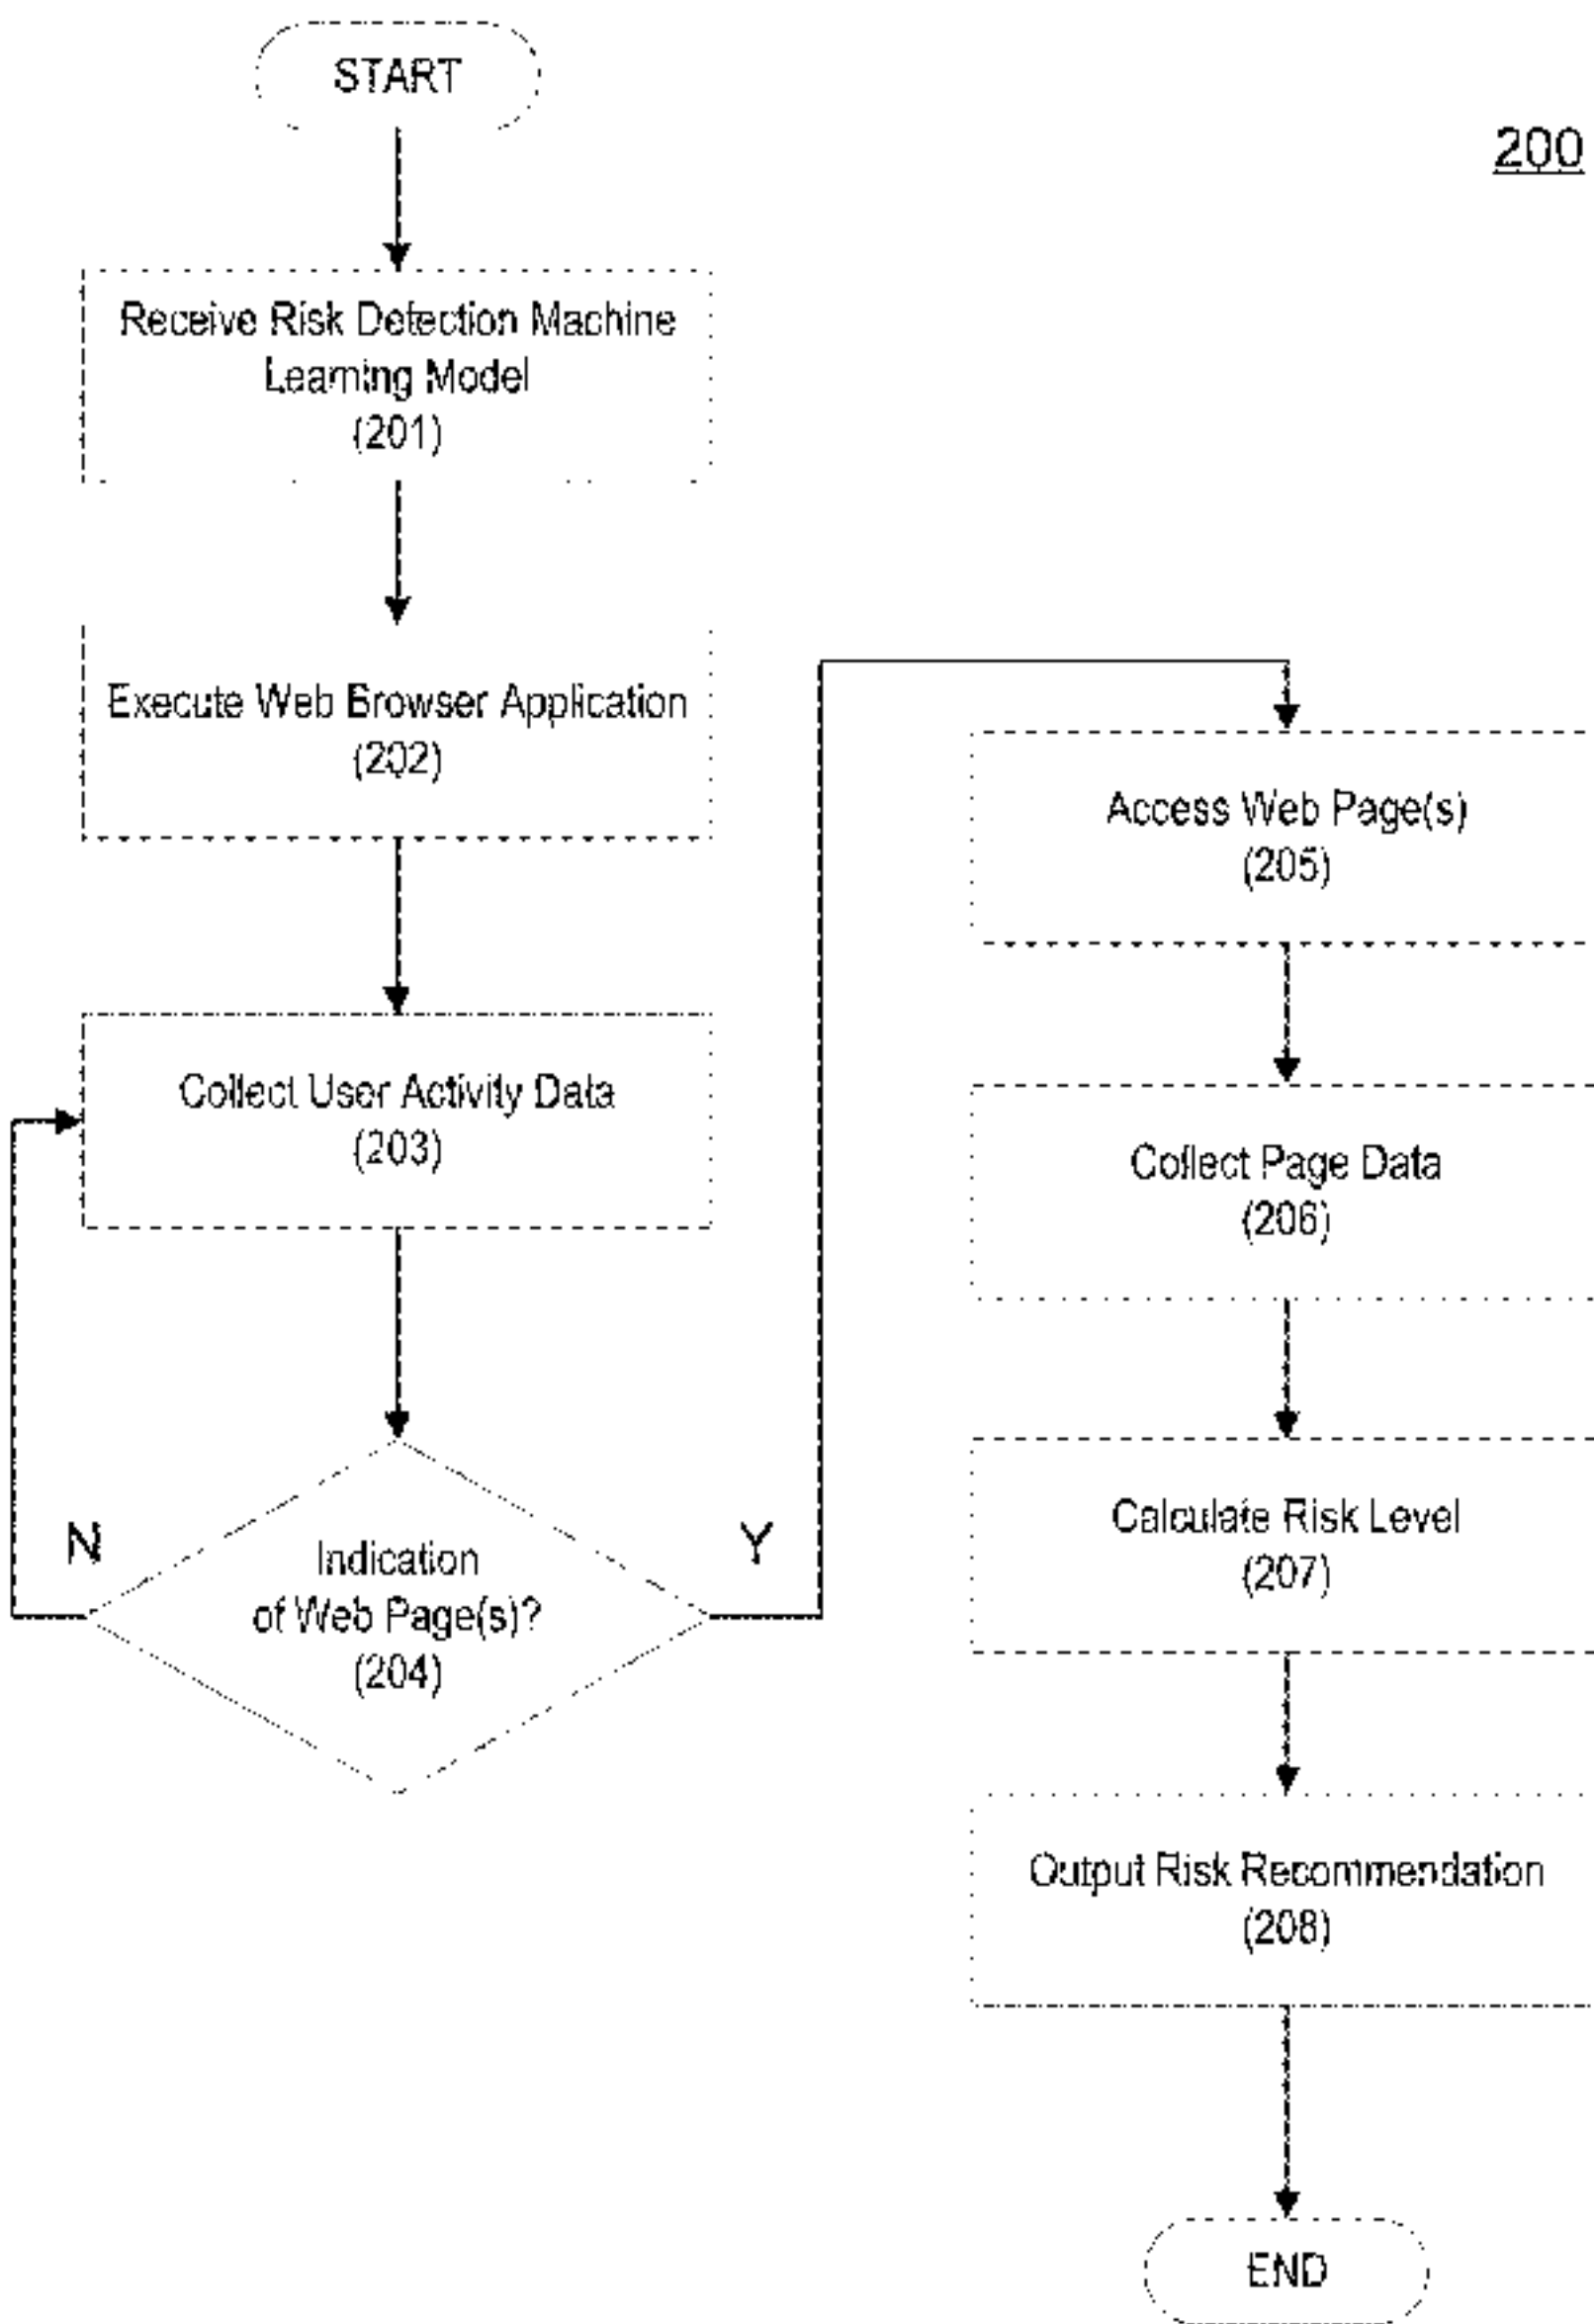 START
200
Receive Risk Detection Machine
Learning Model
(201)
Execute Web Browser Application
(202)
Collect User Activity Data
(203)
N
Y
Indication
of Web Page(s)?
(204)
Access Web Page(s)
(205)
Collect Page Data
(206)
Calculate Risk Level
(207)
Output Risk Recommendation
(208)
END